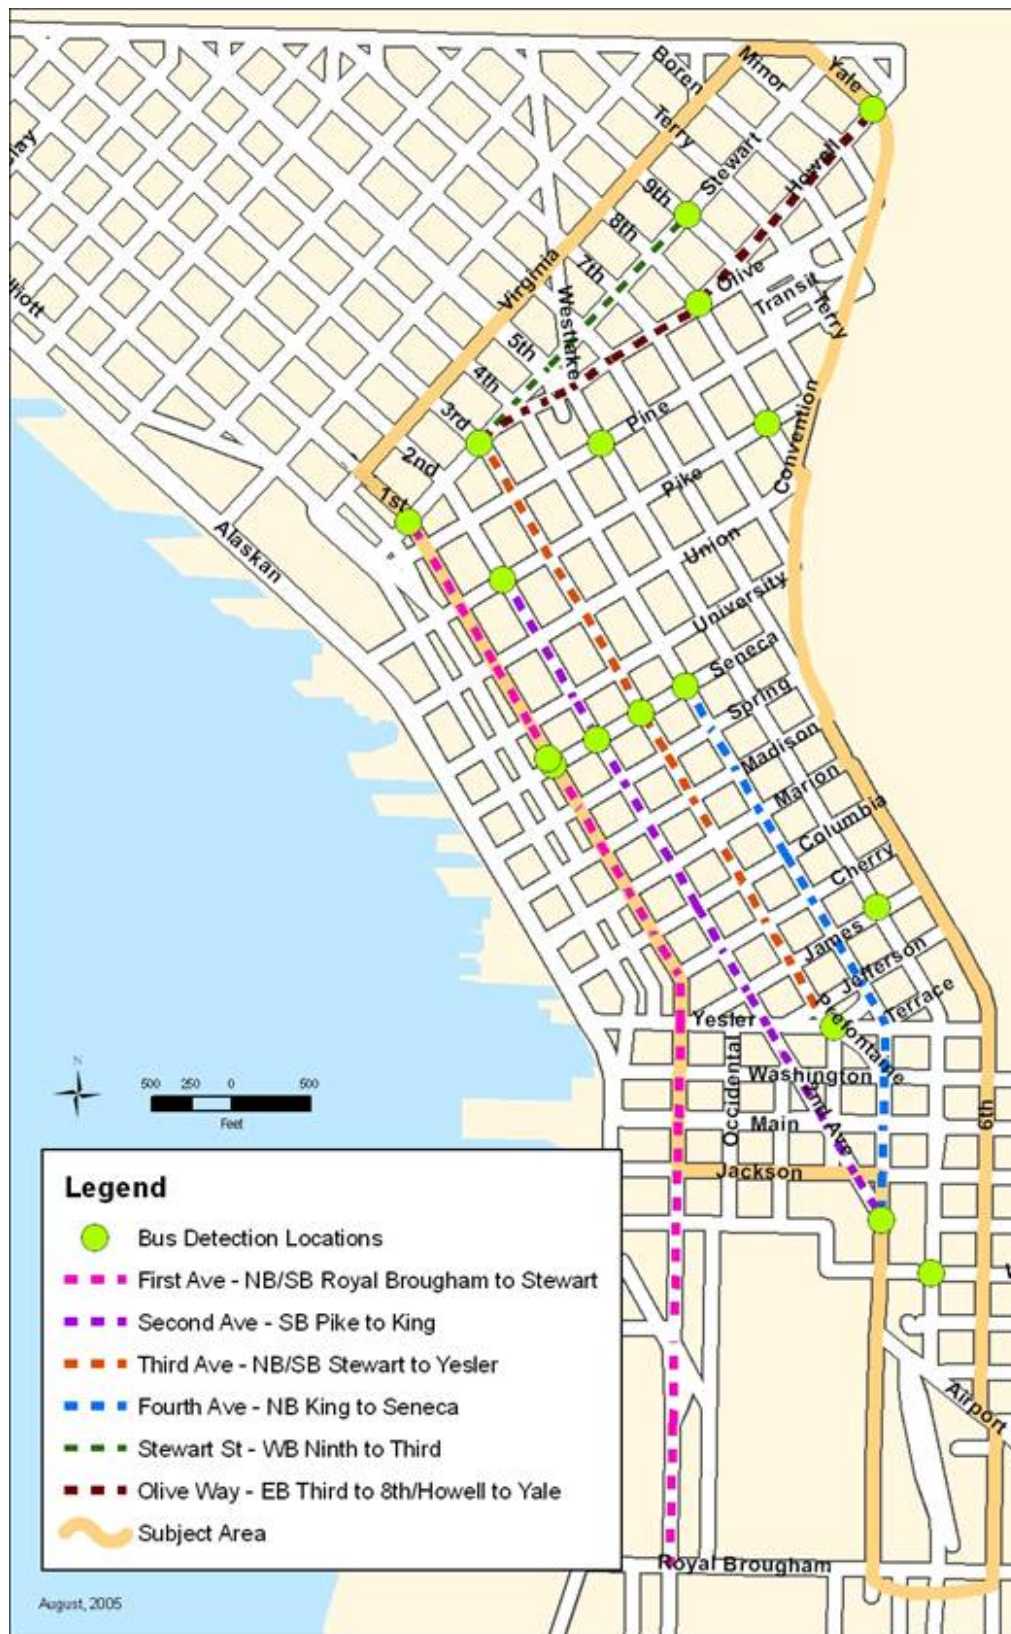 Boren
Minor
Yale
Terry
Stewart
Howell
9th
8th
7th
Virginia
Westlake
Olive
Transit
Terry
5th
4th
3rd
2nd
1st
Pine
Convention
Pike
Alaskan
Union
University
Seneca
Spring
Madison
Marion
Columbia
Cherry
James
Jefferson
Terrace
Yesler
Prefontaine
Occidental
Washington
2nd Ave
Main
6th
Jackson
Airport
Royal Brougham
N
500 250 0 500
Feet
Legend
Bus Detection Locations
First Ave - NB/SB Royal Brougham to Stewart
Second Ave - SB Pike to King
Third Ave - NB/SB Stewart to Yesler
Fourth Ave - NB King to Seneca
Stewart St - WB Ninth to Third
Olive Way - EB Third to 8th/Howell to Yale
Subject Area
August, 2005